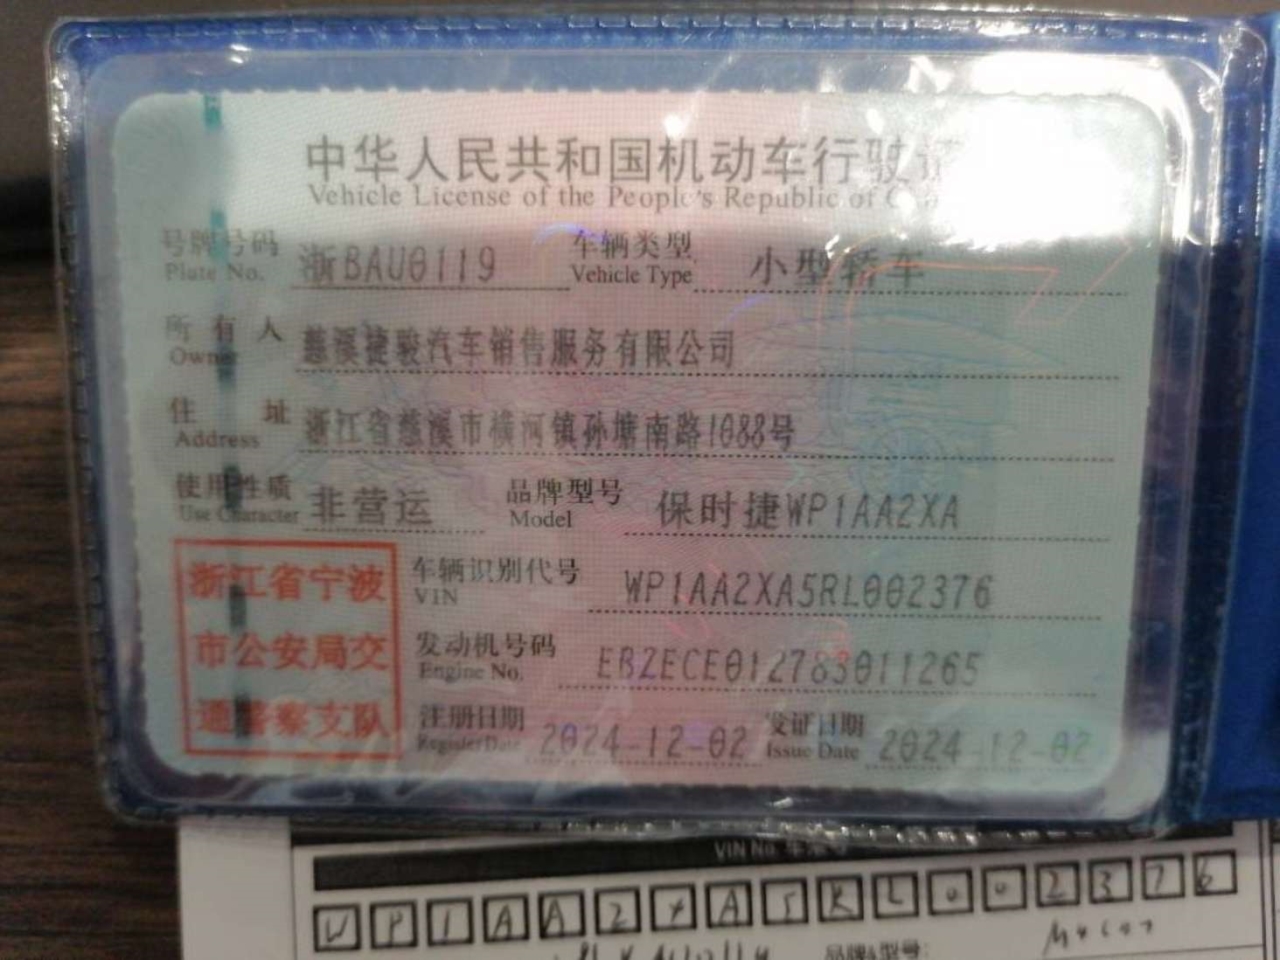 中华人民共和国机动车行驶证
Vehicle License of the People's Republic of
号牌号码 浙BAU0119 车辆类型 小型轿车
Plate No. Vehicle Type
所有人 慈溪捷骏汽车销售服务有限公司
Owner
住址 浙江省慈溪市横河镇孙塘南路1088号
Address
使用性质 非营运 品牌型号 保时捷WP1AA2XA
Use Character Model
浙江省宁波
市公安局交
通警察支队
车辆识别代号 WP1AA2XA5RL002376
VIN
发动机号码 EBZECE012783011265
Engine No.
注册日期 2024-12-02 发证日期 2024-12-02
Register Date Issue Date
VIN No.
WP1AA2XA5RL002376
品牌&型号: Macan